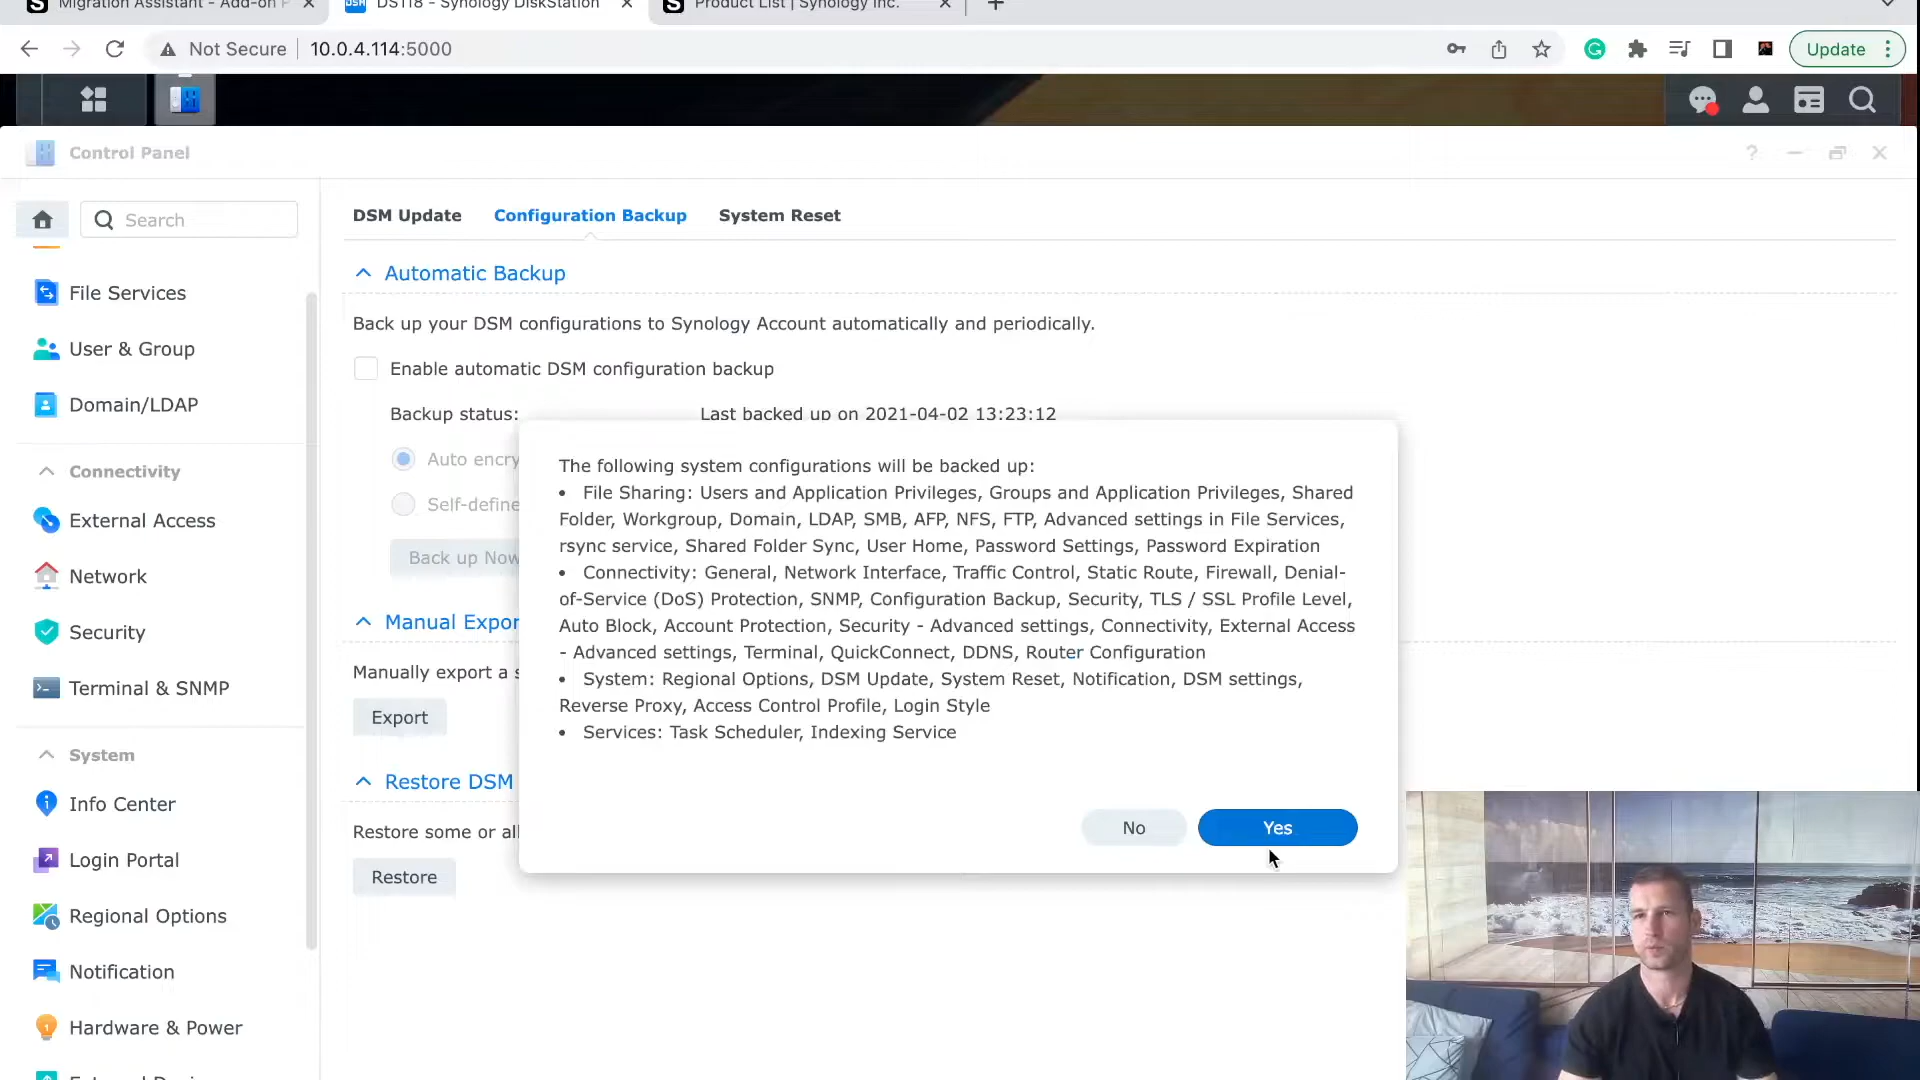 Migration Assistant - Add-on P
DS118 - Synology DiskStation
Product List | Synology Inc.
Not Secure
10.0.4.114:5000
Update
Control Panel
Search
DSM Update
Configuration Backup
System Reset
File Services
User & Group
Domain/LDAP
Connectivity
External Access
Network
Security
Terminal & SNMP
System
Info Center
Login Portal
Regional Options
Notification
Hardware & Power
Automatic Backup
Back up your DSM configurations to Synology Account automatically and periodically.
Enable automatic DSM configuration backup
Backup status:
Last backed up on 2021-04-02 13:23:12
Auto encry
Self-define
Back up Now
Manual Expor
Manually export a s
Export
Restore DSM
Restore some or all
Restore
The following system configurations will be backed up:
• File Sharing: Users and Application Privileges, Groups and Application Privileges, Shared
Folder, Workgroup, Domain, LDAP, SMB, AFP, NFS, FTP, Advanced settings in File Services,
rsync service, Shared Folder Sync, User Home, Password Settings, Password Expiration
• Connectivity: General, Network Interface, Traffic Control, Static Route, Firewall, Denial-
of-Service (DoS) Protection, SNMP, Configuration Backup, Security, TLS / SSL Profile Level,
Auto Block, Account Protection, Security - Advanced settings, Connectivity, External Access
- Advanced settings, Terminal, QuickConnect, DDNS, Router Configuration
• System: Regional Options, DSM Update, System Reset, Notification, DSM settings,
Reverse Proxy, Access Control Profile, Login Style
• Services: Task Scheduler, Indexing Service
No
Yes